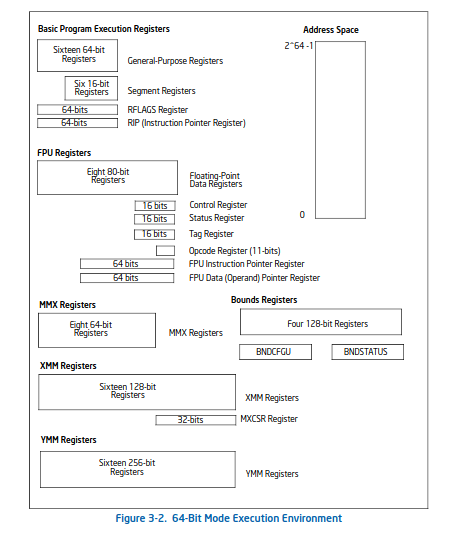 Basic Program Execution Registers
Address Space
Sixteen 64-bit
Registers
General-Purpose Registers
2^64 -1
Six 16-bit
Registers
Segment Registers
64-bits
RFLAGS Register
64-bits
RIP (Instruction Pointer Register)
FPU Registers
Eight 80-bit
Registers
Floating-Point
Data Registers
16 bits
Control Register
0
16 bits
Status Register
16 bits
Tag Register
Opcode Register (11-bits)
64 bits
FPU Instruction Pointer Register
64 bits
FPU Data (Operand) Pointer Register
MMX Registers
Bounds Registers
Eight 64-bit
Registers
MMX Registers
Four 128-bit Registers
BNDCFGU
BNDSTATUS
XMM Registers
Sixteen 128-bit
Registers
XMM Registers
32-bits
MXCSR Register
YMM Registers
Sixteen 256-bit
Registers
YMM Registers
Figure 3-2. 64-Bit Mode Execution Environment